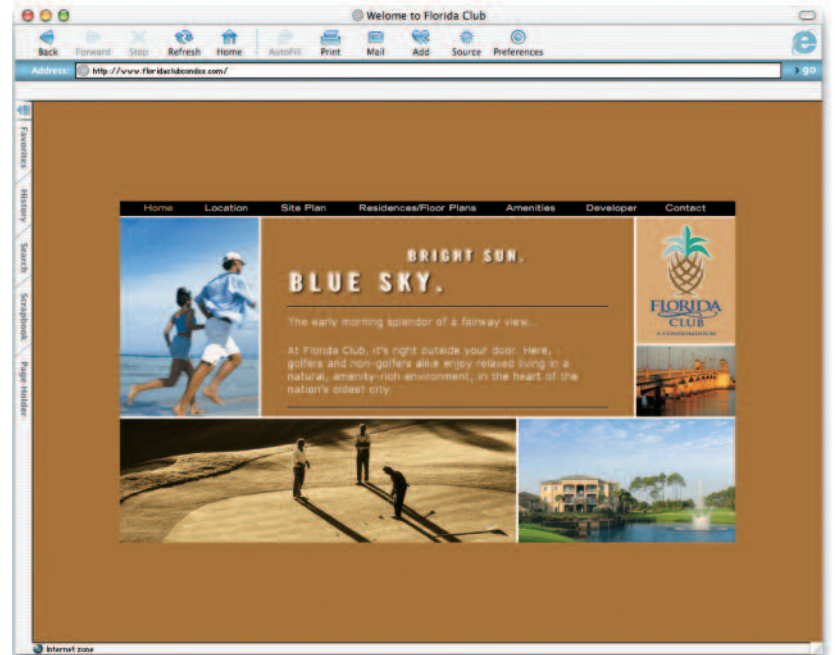 Welome to Florida Club
Back Forward Stop Refresh Home AutoFill Print Mail Add Source Preferences
Address: http://www.floridaclubcondos.com/ go
Favorites
History
Search
Scrapbook
Page Holder
Home Location Site Plan Residences/Floor Plans Amenities Developer Contact
BRIGHT SUN.
BLUE SKY.
The early morning splendor of a fairway view...
At Florida Club, it's right outside your door. Here,
golfers and non-golfers alike enjoy relaxed living in a
natural, amenity-rich environment, in the heart of the
nation's oldest city.
FLORIDA
CLUB
A CONDOMINIUM
Internet zone